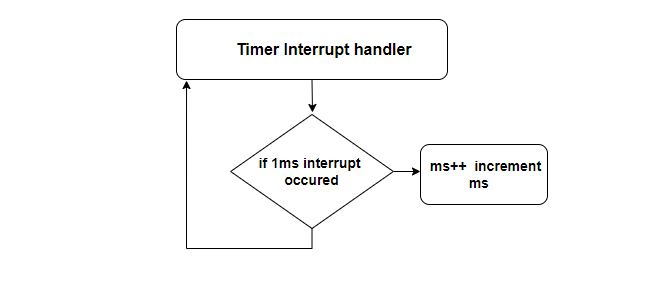 Timer Interrupt handler
if 1ms interrupt
occured
ms++ increment
ms